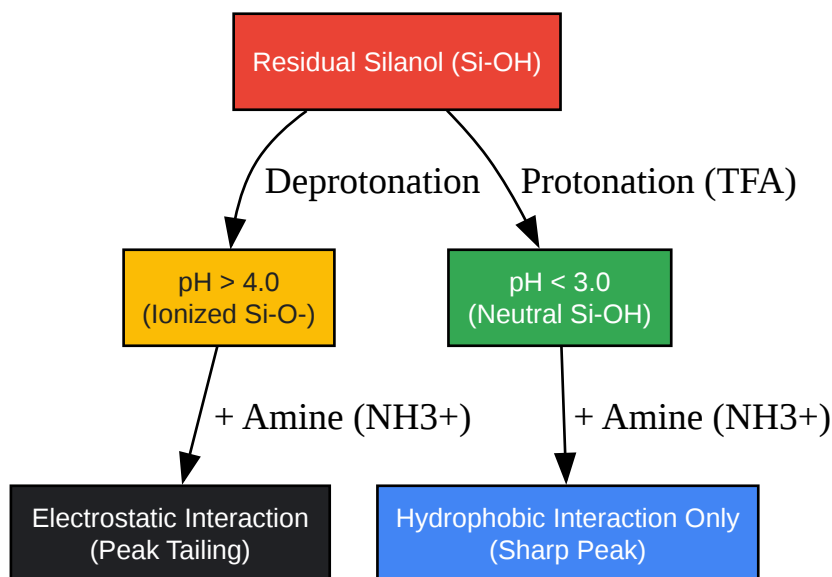 Residual Silanol (Si-OH)
Deprotonation
Protonation (TFA)
pH > 4.0
(Ionized Si-O-)
pH < 3.0
(Neutral Si-OH)
+ Amine (NH3+)
+ Amine (NH3+)
Electrostatic Interaction
(Peak Tailing)
Hydrophobic Interaction Only
(Sharp Peak)